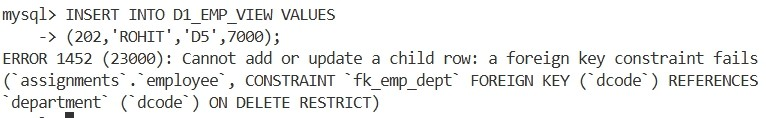 mysql> INSERT INTO D1_EMP_VIEW VALUES
    -> (202,'ROHIT','D5',7000);
ERROR 1452 (23000): Cannot add or update a child row: a foreign key constraint fails
(`assignments`.`employee`, CONSTRAINT `fk_emp_dept` FOREIGN KEY (`dcode`) REFERENCES
`department` (`dcode`) ON DELETE RESTRICT)